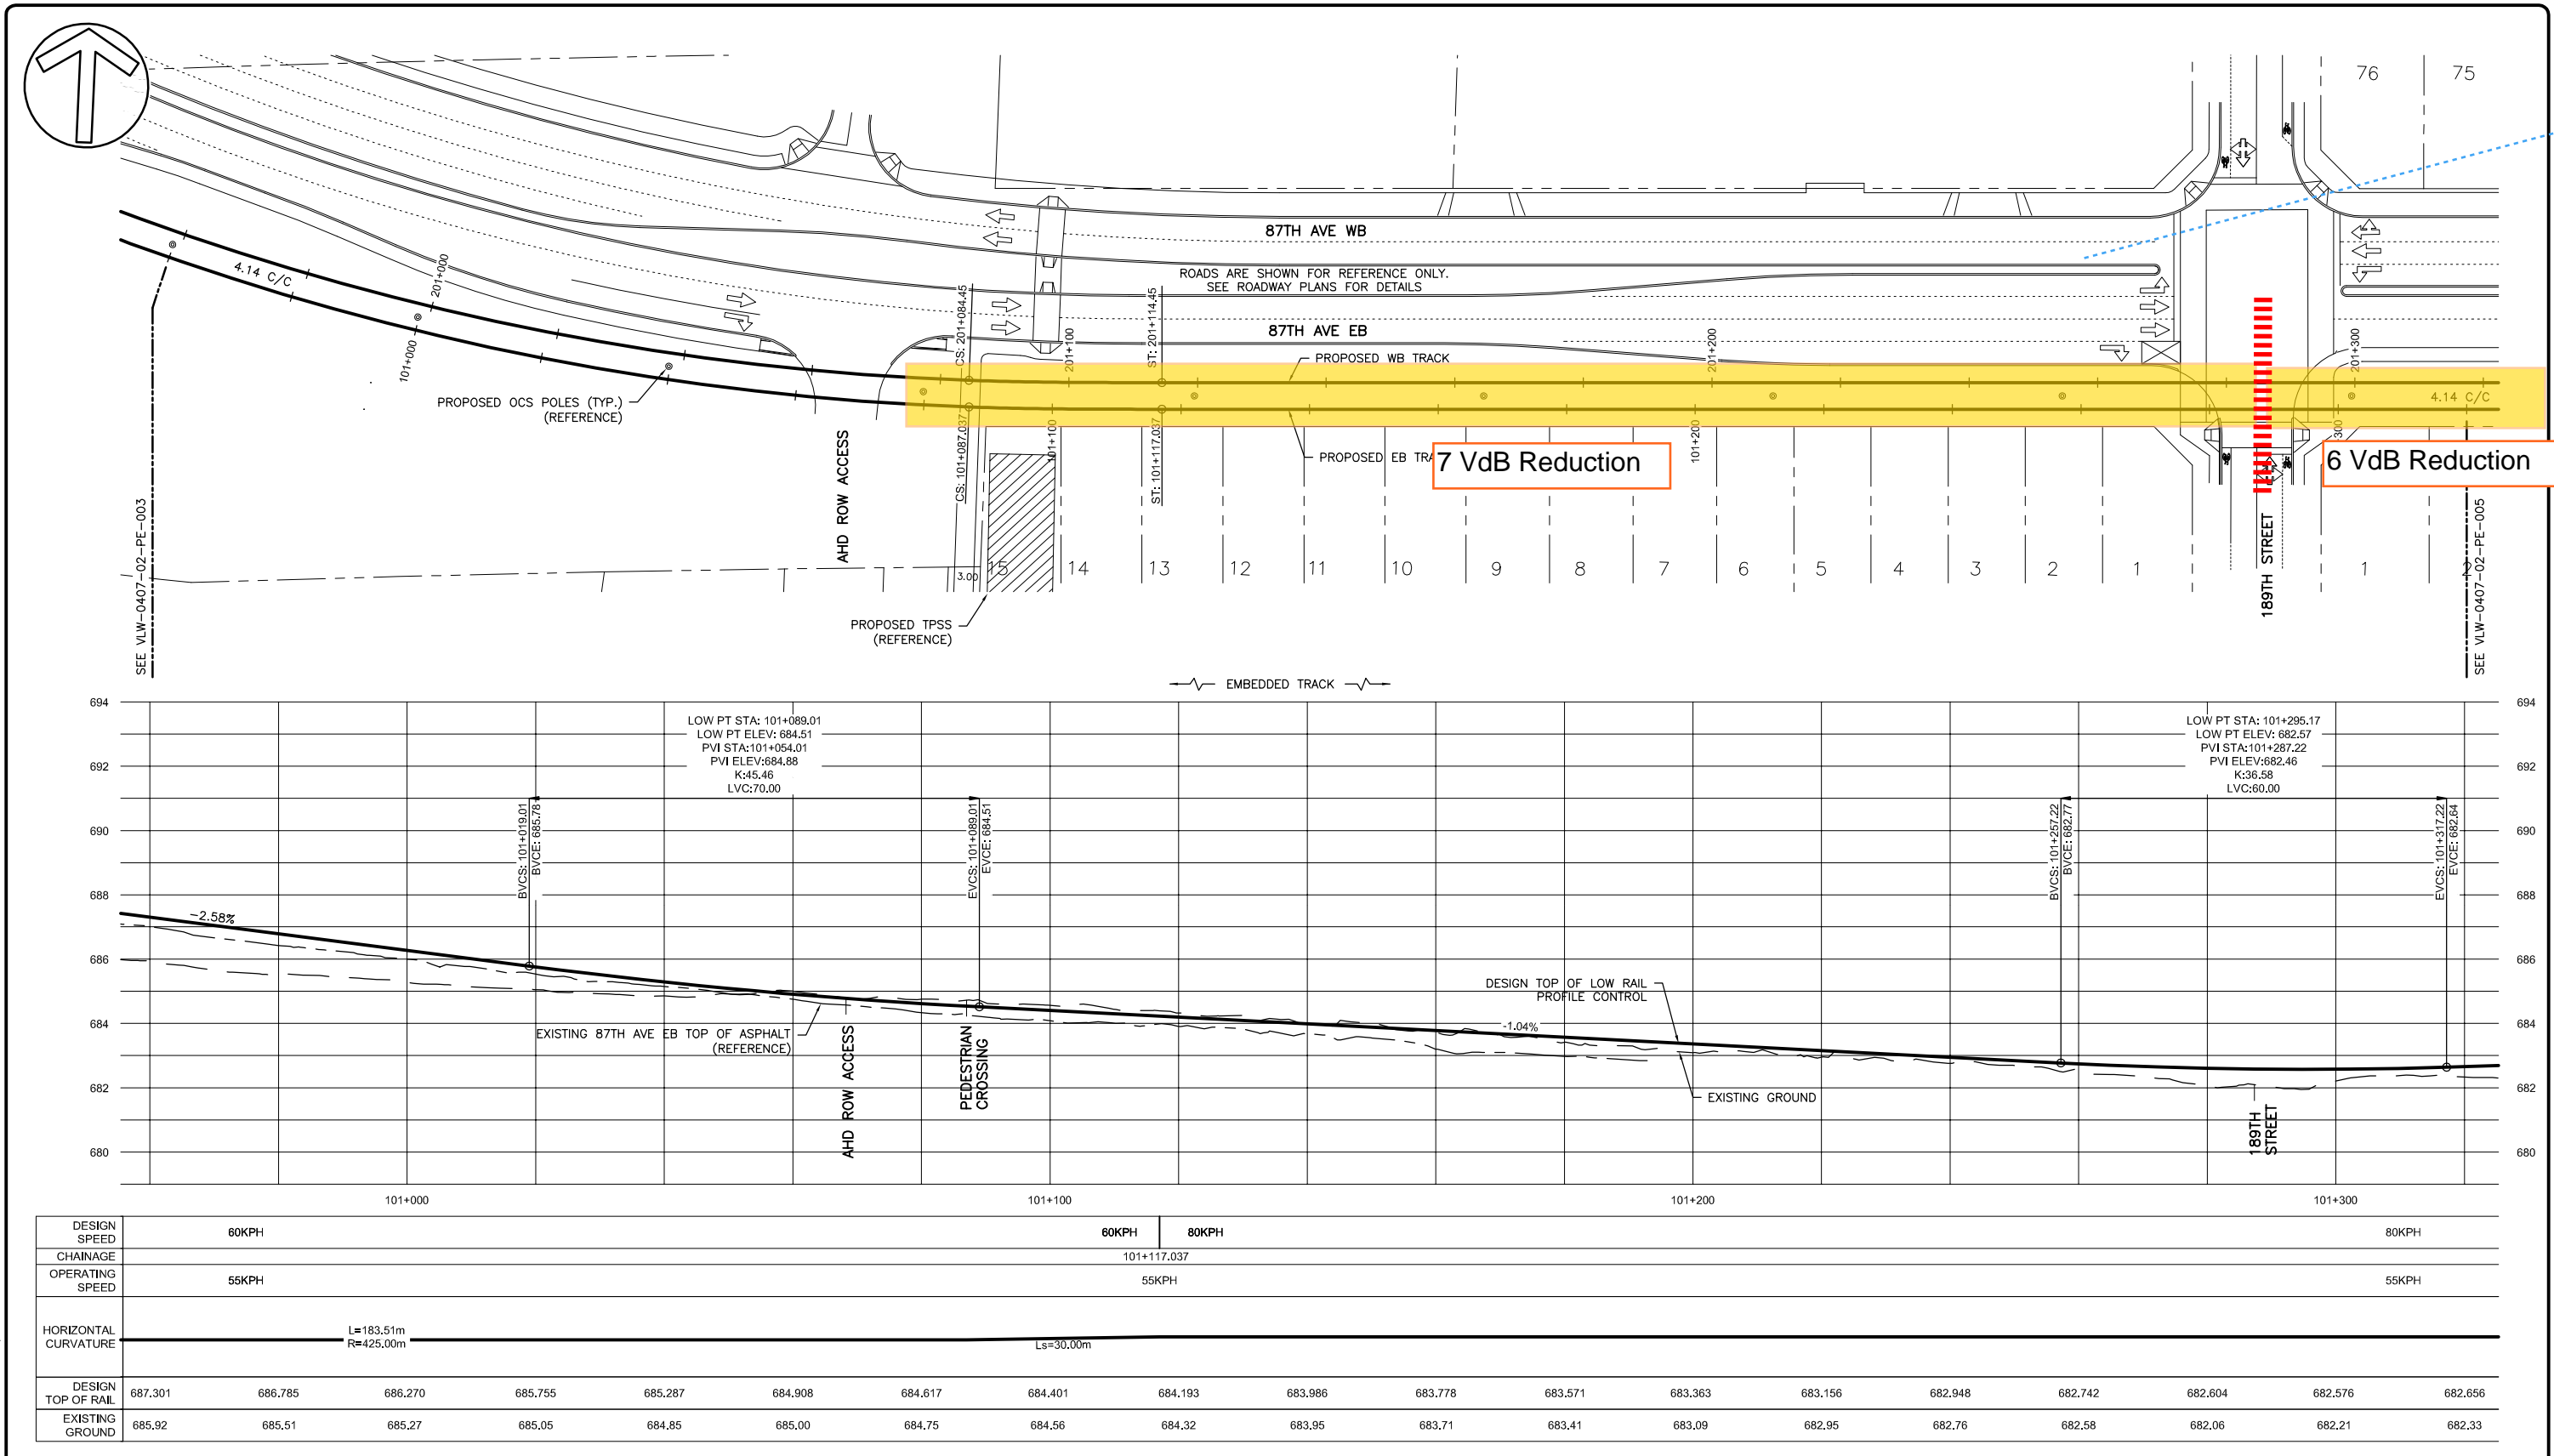 76
75
87TH AVE WB
ROADS ARE SHOWN FOR REFERENCE ONLY.
SEE ROADWAY PLANS FOR DETAILS
4.14 C/C
201+000
101+000
CS: 201+084.45
201+100
ST: 201+114.45
87TH AVE EB
PROPOSED WB TRACK
201+200
201+300
4.14 C/C
PROPOSED OCS POLES (TYP.)
(REFERENCE)
AHD ROW ACCESS
CS: 101+087.037
101+100
ST: 101+117.037
PROPOSED EB TRA
7 VdB Reduction
101+200
300
6 VdB Reduction
SEE VLW-0407-02-PE-003
SEE VLW-0407-02-PE-005
189TH STREET
3.00
15
14
13
12
11
10
9
8
7
6
5
4
3
2
1
1
2
PROPOSED TPSS
(REFERENCE)
EMBEDDED TRACK
694
694
LOW PT STA: 101+089.01
LOW PT ELEV: 684.51
PVI STA:101+054.01
PVI ELEV:684.88
K:45.46
LVC:70.00
LOW PT STA: 101+295.17
LOW PT ELEV: 682.57
PVI STA:101+287.22
PVI ELEV:682.46
K:36.58
LVC:60.00
692
692
690
690
BVCS: 101+019.01
BVCE: 685.78
EVCS: 101+089.01
EVCE: 684.51
BVCS: 101+257.22
BVCE: 682.77
EVCS: 101+317.22
EVCE: 682.64
688
688
-2.58%
686
686
DESIGN TOP OF LOW RAIL
PROFILE CONTROL
684
684
-1.04%
EXISTING 87TH AVE EB TOP OF ASPHALT
(REFERENCE)
AHD ROW ACCESS
PEDESTRIAN
CROSSING
682
682
EXISTING GROUND
189TH
STREET
680
680
101+000 101+100 101+200 101+300
DESIGN
SPEED
60KPH 60KPH 80KPH 80KPH
CHAINAGE 101+117.037
OPERATING
SPEED
55KPH 55KPH 55KPH
HORIZONTAL
CURVATURE
L=183.51m
R=425.00m
Ls=30.00m
DESIGN
TOP OF RAIL
687.301 686.785 686.270 685.755 685.287 684.908 684.617 684.401 684.193 683.986 683.778 683.571 683.363 683.156 682.948 682.742 682.604 682.576 682.656
EXISTING
GROUND
685.92 685.51 685.27 685.05 684.85 685.00 684.75 684.56 684.32 683.95 683.71 683.41 683.09 682.95 682.76 682.58 682.06 682.21 682.33